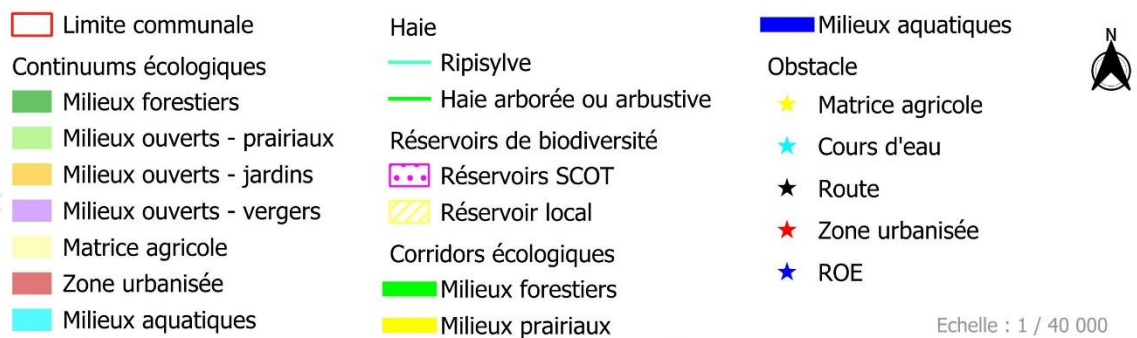 Limite communale
Continuums écologiques
Milieux forestiers
Milieux ouverts - prairiaux
Milieux ouverts - jardins
Milieux ouverts - vergers
Matrice agricole
Zone urbanisée
Milieux aquatiques
Haie
Ripisylve
Haie arborée ou arbustive
Réservoirs de biodiversité
Réservoirs SCOT
Réservoir local
Corridors écologiques
Milieux forestiers
Milieux prairiaux
Milieux aquatiques
Obstacle
Matrice agricole
Cours d'eau
Route
Zone urbanisée
ROE
N
Echelle : 1 / 40 000